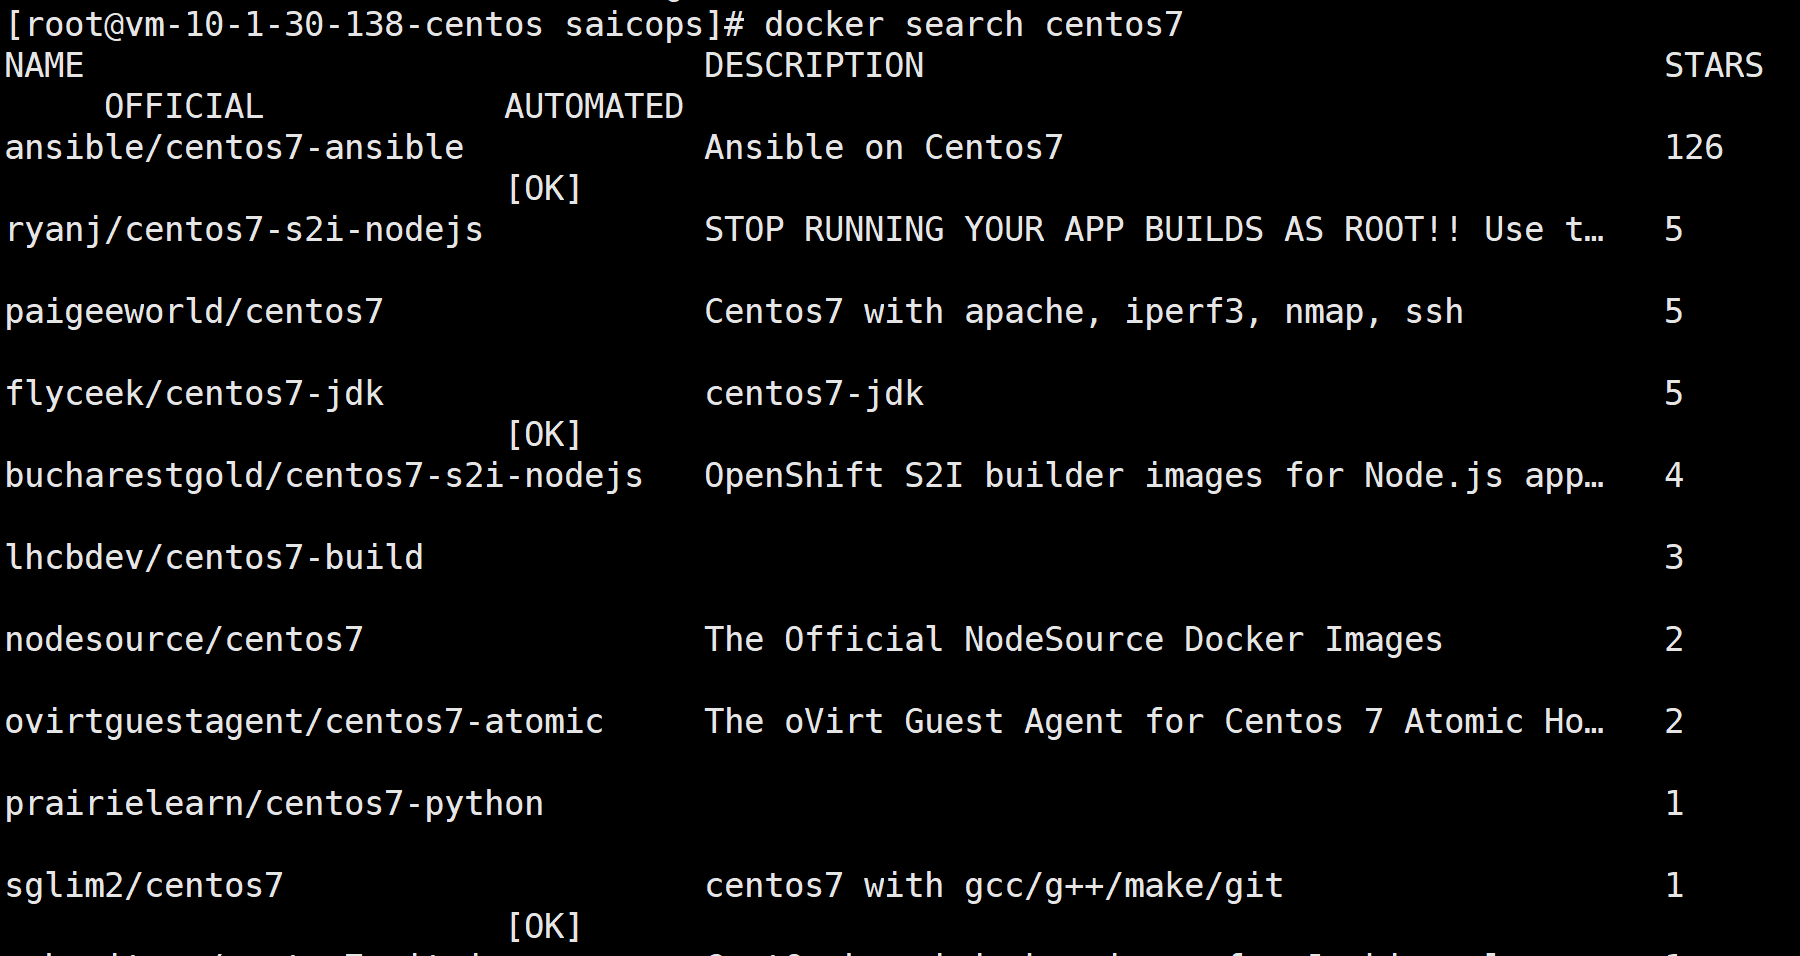 [root@vm-10-1-30-138-centos saicops]# docker search centos7
NAME                               DESCRIPTION                                     STARS
     OFFICIAL            AUTOMATED
ansible/centos7-ansible            Ansible on Centos7                              126
                         [OK]
ryanj/centos7-s2i-nodejs           STOP RUNNING YOUR APP BUILDS AS ROOT!! Use t…   5
paigeeworld/centos7                Centos7 with apache, iperf3, nmap, ssh          5
flyceek/centos7-jdk                centos7-jdk                                     5
                         [OK]
bucharestgold/centos7-s2i-nodejs   OpenShift S2I builder images for Node.js app…   4
lhcbdev/centos7-build                                                              3
nodesource/centos7                 The Official NodeSource Docker Images           2
ovirtguestagent/centos7-atomic     The oVirt Guest Agent for Centos 7 Atomic Ho…   2
prairielearn/centos7-python                                                        1
sglim2/centos7                     centos7 with gcc/g++/make/git                   1
                         [OK]